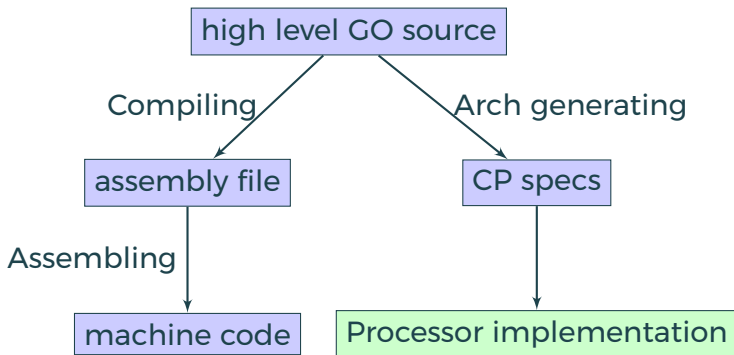 high level GO source
Compiling
Arch generating
assembly file
CP specs
Assembling
machine code
Processor implementation